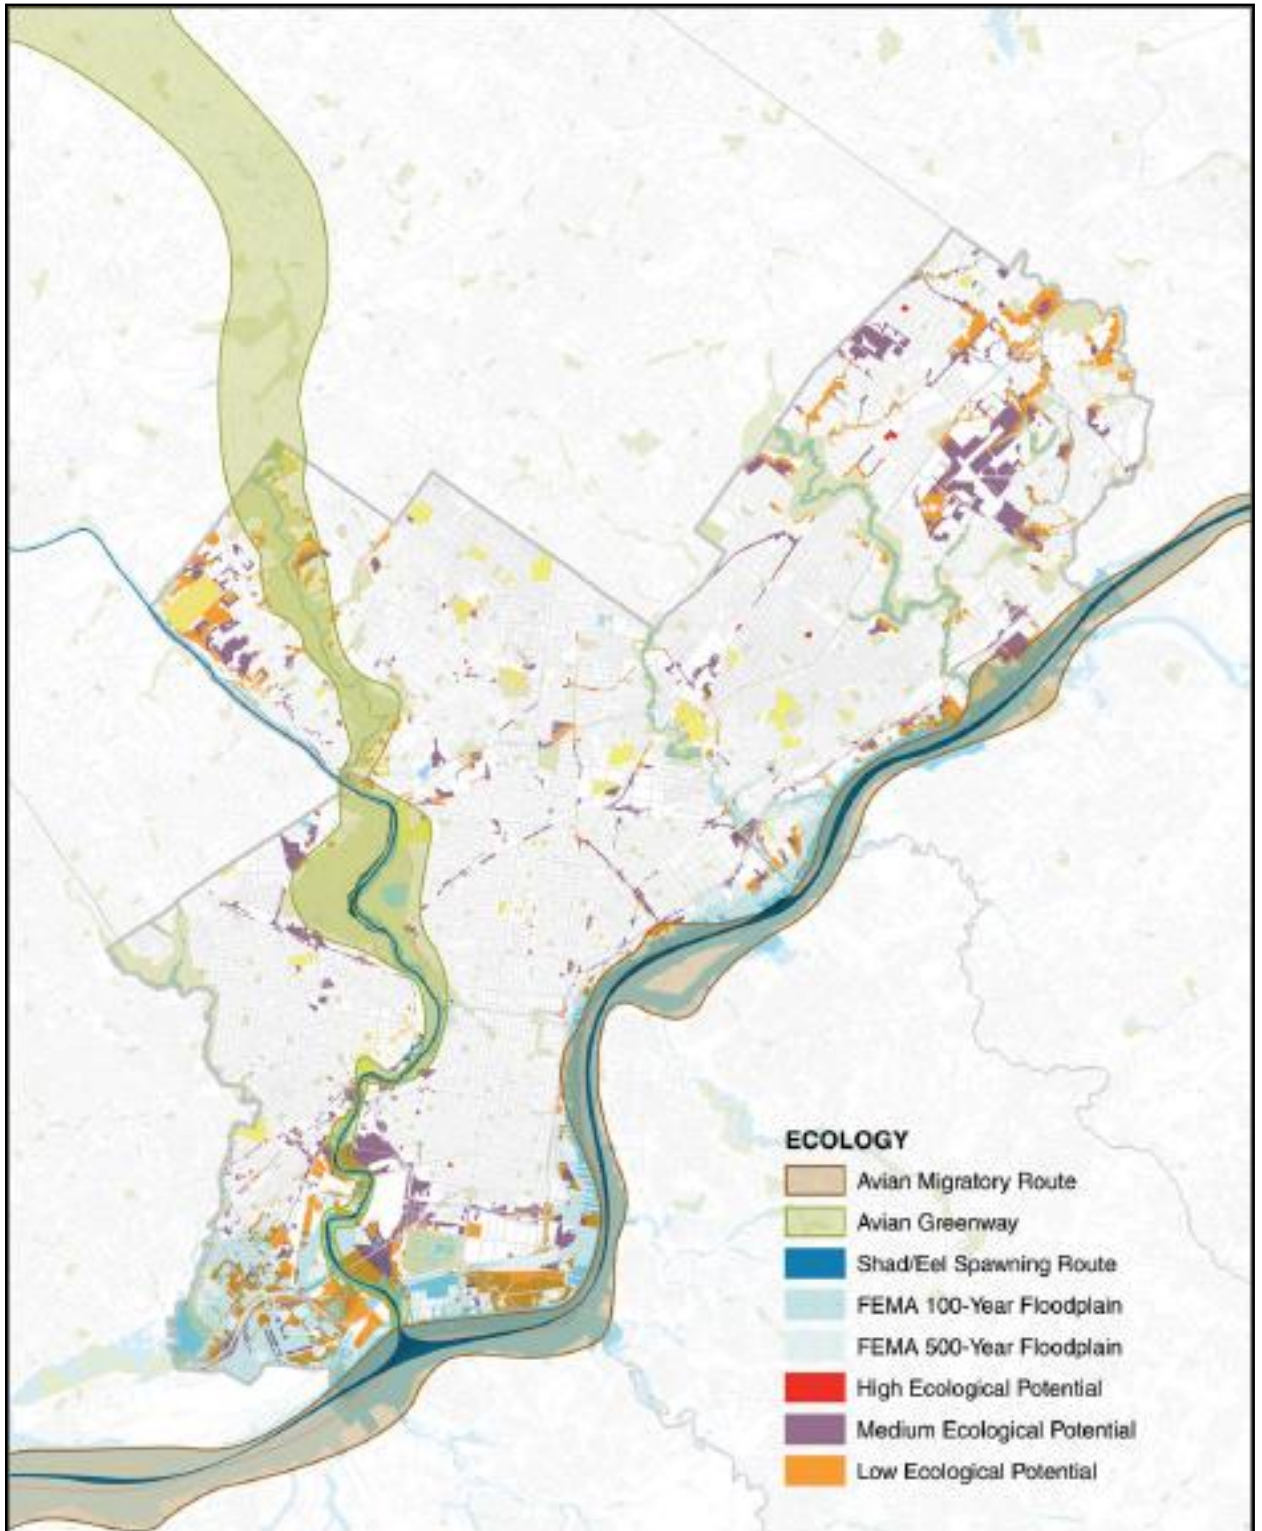 ECOLOGY
Avian Migratory Route
Avian Greenway
Shad/Eel Spawning Route
FEMA 100-Year Floodplain
FEMA 500-Year Floodplain
High Ecological Potential
Medium Ecological Potential
Low Ecological Potential